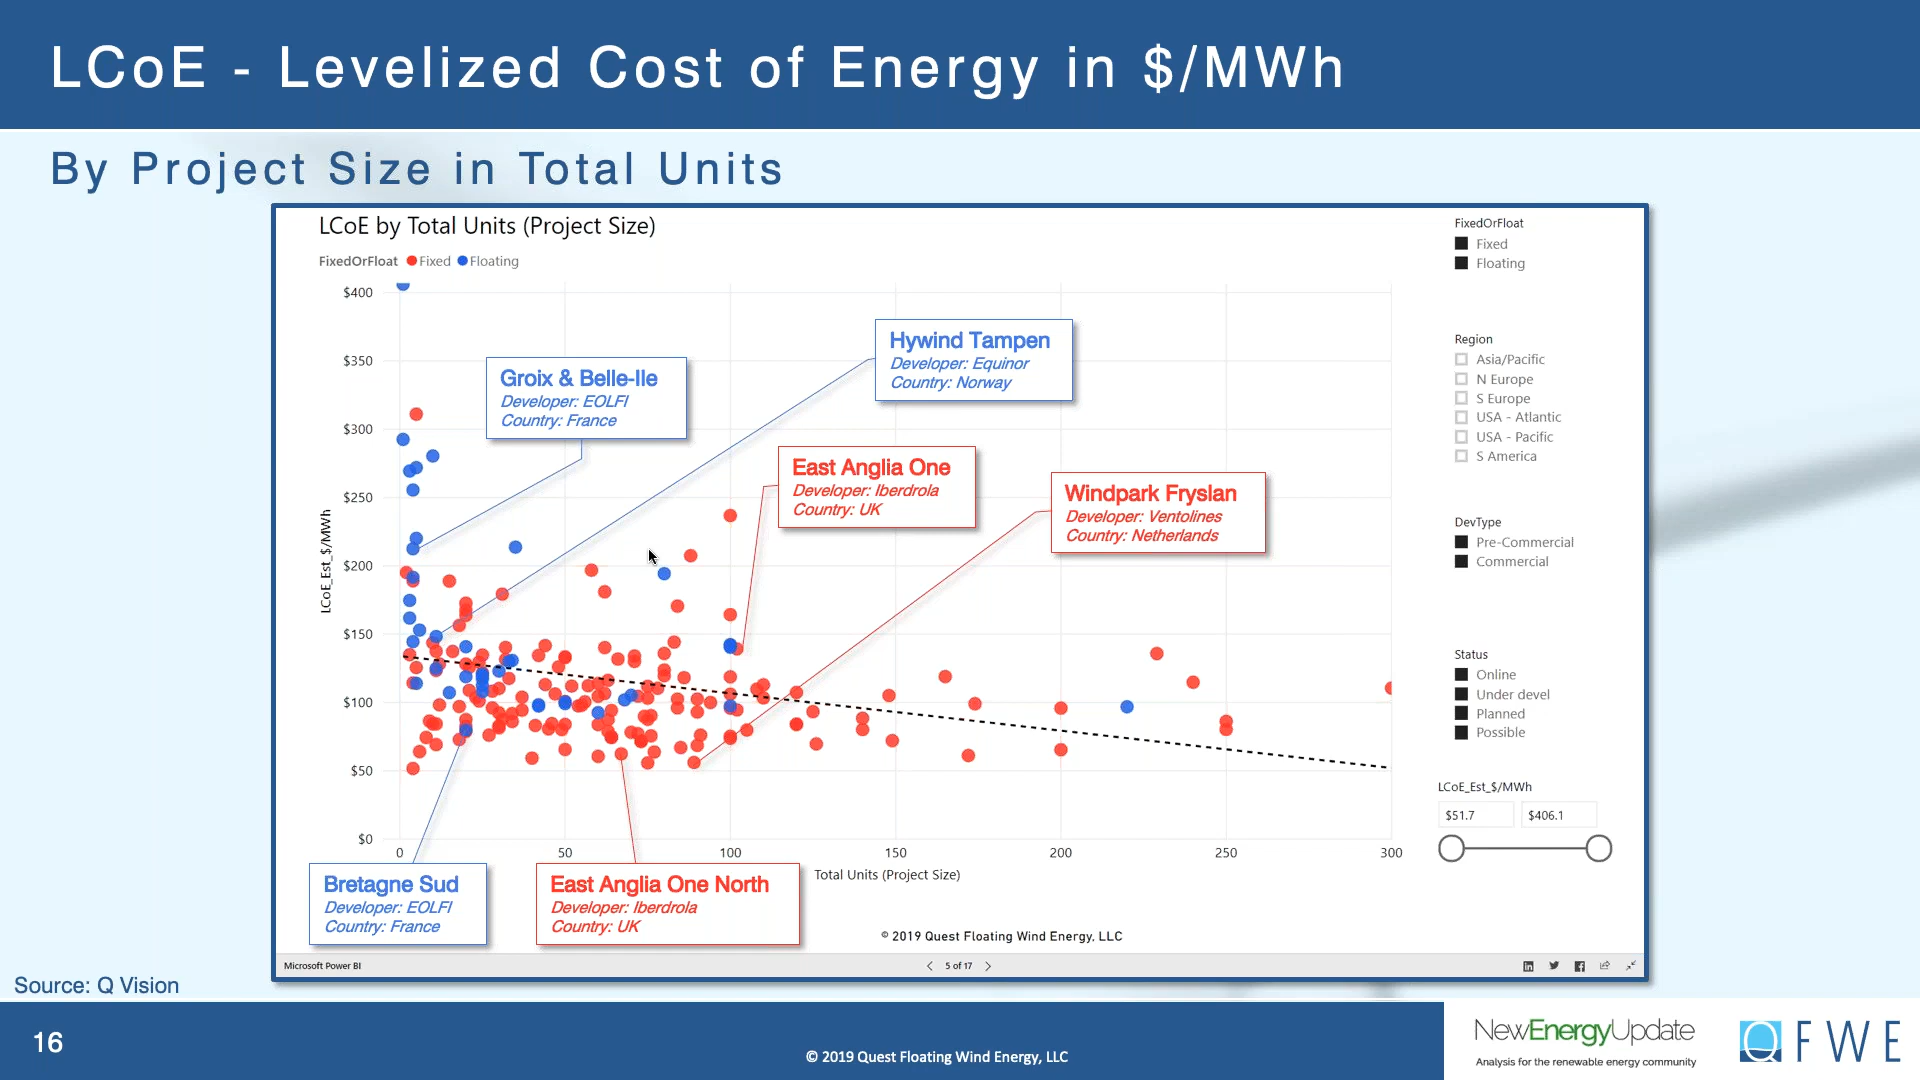 LCoE - Levelized Cost of Energy in $/MWh
By Project Size in Total Units
LCoE by Total Units (Project Size)
FixedOrFloat Fixed Floating
$400
$350
$300
$250
$200
$150
$100
$50
$0
LCoE_Est_$/MWh
0 50 100 150 200 250 300
Total Units (Project Size)
Groix & Belle-Ile
Developer: EOLFI
Country: France
Hywind Tampen
Developer: Equinor
Country: Norway
East Anglia One
Developer: Iberdrola
Country: UK
Windpark Fryslan
Developer: Ventolines
Country: Netherlands
Bretagne Sud
Developer: EOLFI
Country: France
East Anglia One North
Developer: Iberdrola
Country: UK
FixedOrFloat
Fixed
Floating
Region
Asia/Pacific
N Europe
S Europe
USA - Atlantic
USA - Pacific
S America
DevType
Pre-Commercial
Commercial
Status
Online
Under devel
Planned
Possible
LCoE_Est_$/MWh
$51.7 $406.1
© 2019 Quest Floating Wind Energy, LLC
Microsoft Power BI
5 of 17
Source: Q Vision
16
© 2019 Quest Floating Wind Energy, LLC
NewEnergyUpdate
Analysis for the renewable energy community
Q FWE